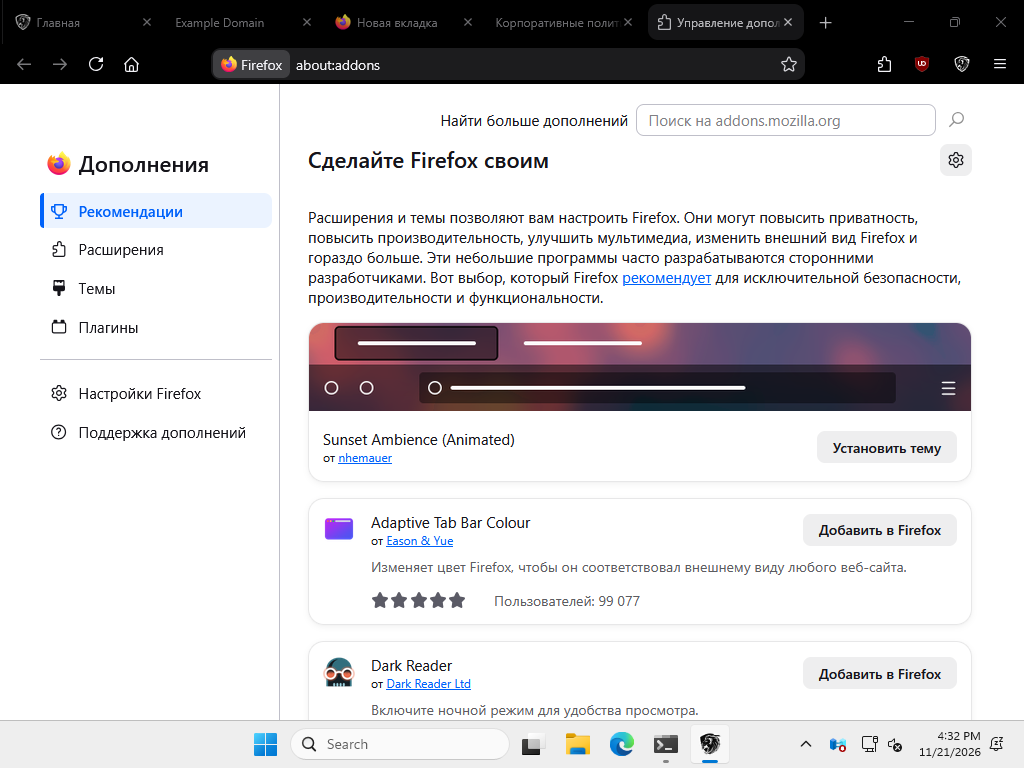 Главная
Example Domain
Новая вкладка
Корпоративные полит
Управление допол
Firefox
about:addons
Найти больше дополнений
Поиск на addons.mozilla.org
Дополнения
Сделайте Firefox своим
Рекомендации
Расширения
Темы
Плагины
Настройки Firefox
Поддержка дополнений
Расширения и темы позволяют вам настроить Firefox. Они могут повысить приватность,
повысить производительность, улучшить мультимедиа, изменить внешний вид Firefox и
гораздо больше. Эти небольшие программы часто разрабатываются сторонними
разработчиками. Вот выбор, который Firefox рекомендует для исключительной безопасности,
производительности и функциональности.
Sunset Ambience (Animated)
от nhemauer
Установить тему
Adaptive Tab Bar Colour
от Eason & Yue
Добавить в Firefox
Изменяет цвет Firefox, чтобы он соответствовал внешнему виду любого веб-сайта.
Пользователей: 99 077
Dark Reader
от Dark Reader Ltd
Добавить в Firefox
Включите ночной режим для удобства просмотра.
Search
4:32 PM
11/21/2026